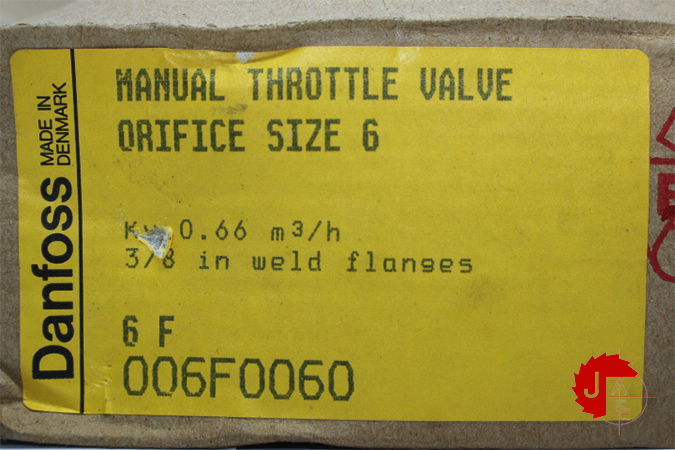 Danfoss
MADE IN
DENMARK
MANUAL THROTTLE VALVE
ORIFICE SIZE 6
Kv 0.66 m³/h
3/8 in weld flanges
6 F
006F0060
J